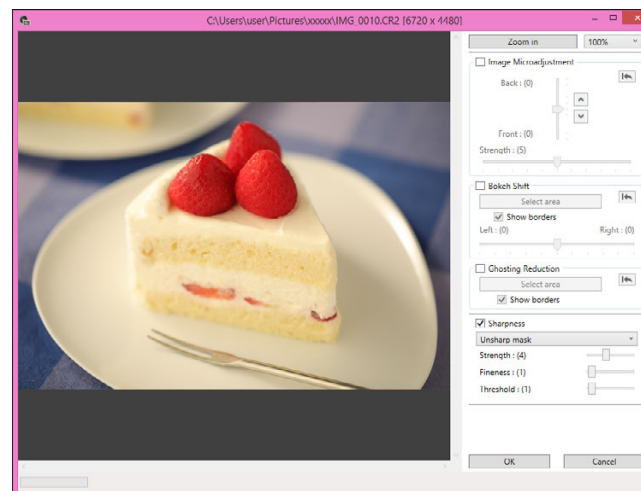 C:\Users\user\Pictures\xxxxx\IMG_0010.CR2 [6720 x 4480]
Zoom in
100%
Image Microadjustment
Back : (0)
Front : (0)
Strength : (5)
Bokeh Shift
Select area
Show borders
Left : (0) Right : (0)
Ghosting Reduction
Select area
Show borders
Sharpness
Unsharp mask
Strength : (4)
Fineness : (1)
Threshold : (1)
OK Cancel